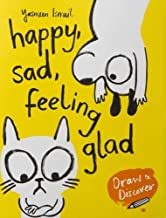 Yasmeen Ismail
happy,
sad,
feeling
glad
Draw &
Discover